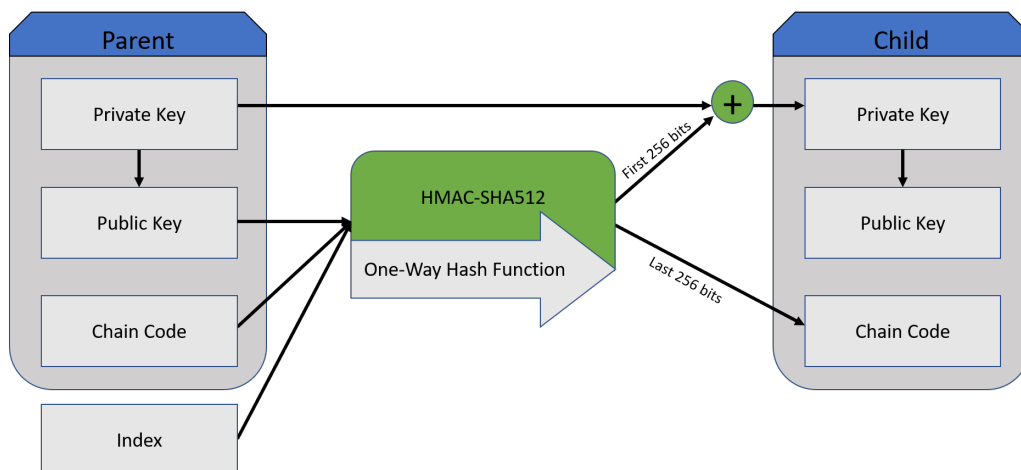 Parent
Child
Private Key
Public Key
Chain Code
Index
HMAC-SHA512
One-Way Hash Function
First 256 bits
Last 256 bits
+
Private Key
Public Key
Chain Code